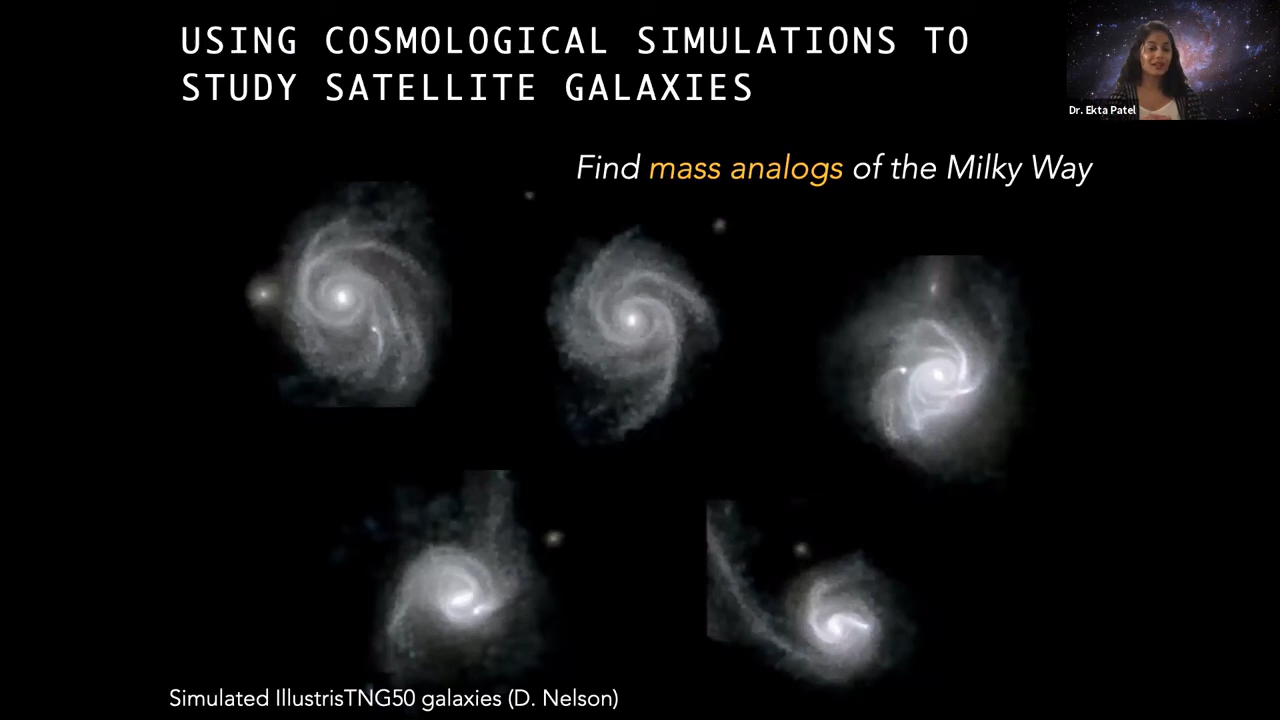 USING COSMOLOGICAL SIMULATIONS TO
STUDY SATELLITE GALAXIES
Dr. Ekta Patel
Find mass analogs of the Milky Way
Simulated IllustrisTNG50 galaxies (D. Nelson)